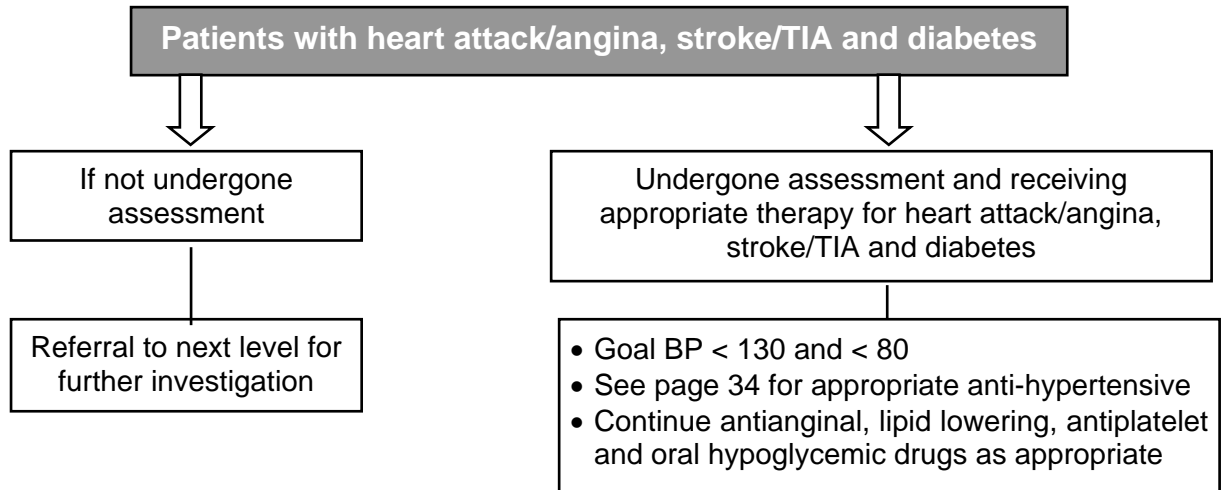 Patients with heart attack/angina, stroke/TIA and diabetes
If not undergone
assessment
Referral to next level for
further investigation
Undergone assessment and receiving
appropriate therapy for heart attack/angina,
stroke/TIA and diabetes
• Goal BP < 130 and < 80
• See page 34 for appropriate anti-hypertensive
• Continue antianginal, lipid lowering, antiplatelet
and oral hypoglycemic drugs as appropriate